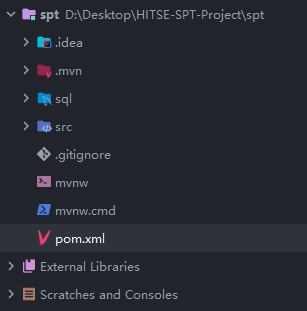 spt D:\Desktop\HITSE-SPT-Project\spt
.idea
.mvn
sql
src
.gitignore
mvnw
mvnw.cmd
pom.xml
External Libraries
Scratches and Consoles